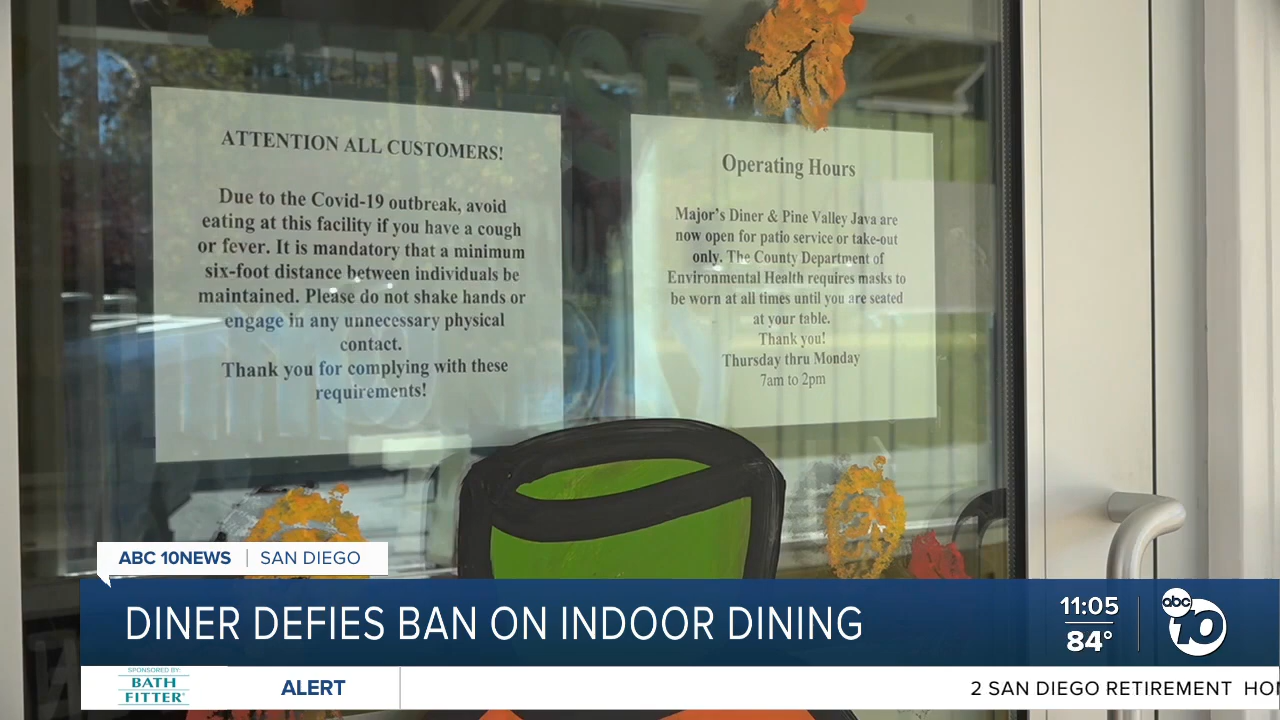 ATTENTION ALL CUSTOMERS!
Due to the Covid-19 outbreak, avoid
eating at this facility if you have a cough
or fever. It is mandatory that a minimum
six-foot distance between individuals be
maintained. Please do not shake hands or
engage in any unnecessary physical
contact.
Thank you for complying with these
requirements!
Operating Hours
Major's Diner & Pine Valley Java are
now open for patio service or take-out
only. The County Department of
Environmental Health requires masks to
be worn at all times until you are seated
at your table.
Thank you!
Thursday thru Monday
7am to 2pm
ABC 10NEWS | SAN DIEGO
DINER DEFIES BAN ON INDOOR DINING
11:05
84°
abc 10
SPONSORED BY:
BATH
FITTER®
ALERT
2 SAN DIEGO RETIREMENT HO